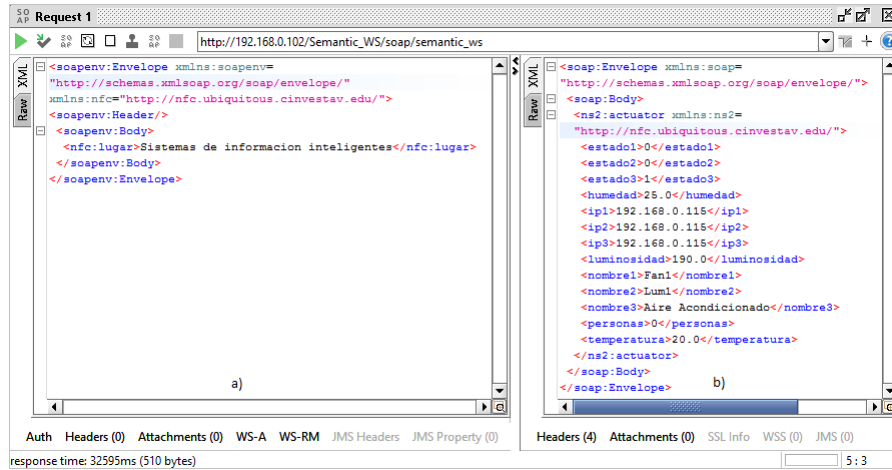 SO AP Request 1
http://192.168.0.102/Semantic_WS/soap/semantic_ws
XML
Raw
<soapenv:Envelope xmlns:soapenv=
"http://schemas.xmlsoap.org/soap/envelope/"
xmlns:nfc="http://nfc.ubiquitous.cinvestav.edu/">
<soapenv:Header/>
<soapenv:Body>
<nfc:lugar>Sistemas de informacion inteligentes</nfc:lugar>
</soapenv:Body>
</soapenv:Envelope>
a)
XML
Raw
<soap:Envelope xmlns:soap=
"http://schemas.xmlsoap.org/soap/envelope/">
<soap:Body>
<ns2:actuator xmlns:ns2=
"http://nfc.ubiquitous.cinvestav.edu/">
<estado1>0</estado1>
<estado2>0</estado2>
<estado3>1</estado3>
<humedad>25.0</humedad>
<ip1>192.168.0.115</ip1>
<ip2>192.168.0.115</ip2>
<ip3>192.168.0.115</ip3>
<luminosidad>190.0</luminosidad>
<nombre1>Fan1</nombre1>
<nombre2>Lum1</nombre2>
<nombre3>Aire Acondicionado</nombre3>
<personas>0</personas>
<temperatura>20.0</temperatura>
</ns2:actuator>
</soap:Body>
</soap:Envelope>
b)
Auth Headers (0) Attachments (0) WS-A WS-RM JMS Headers JMS Property (0)
Headers (4) Attachments (0) SSL Info WSS (0) JMS (0)
response time: 32595ms (510 bytes)
5 : 3